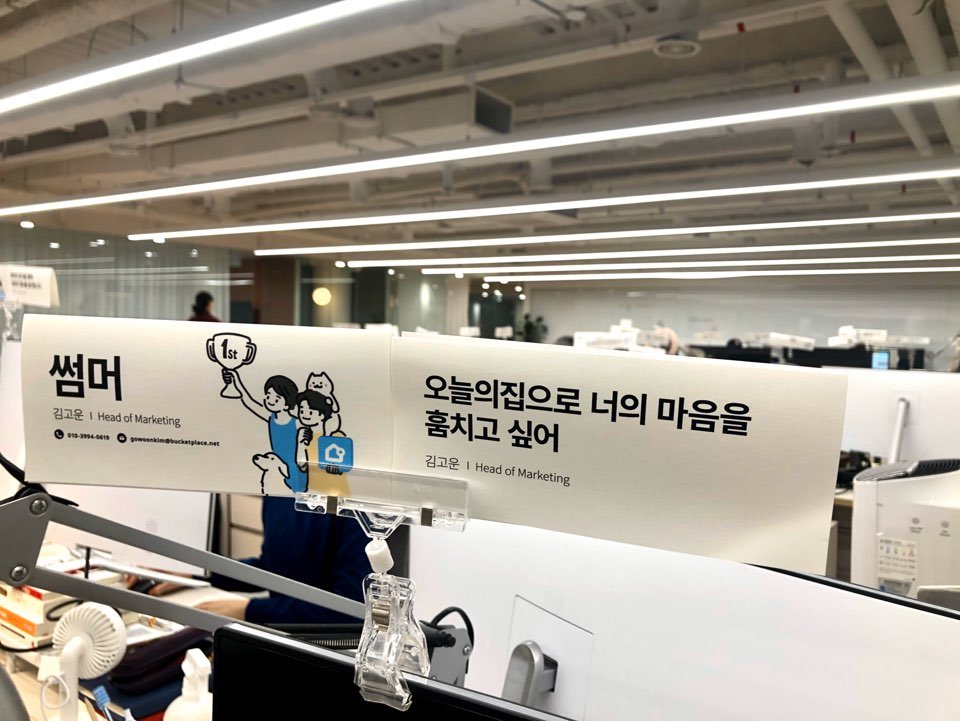 썸머
김고운 I Head of Marketing
010-3994-0619 gowoonkim@bucketplace.net
1st
오늘의집으로 너의 마음을
훔치고 싶어
김고운 I Head of Marketing